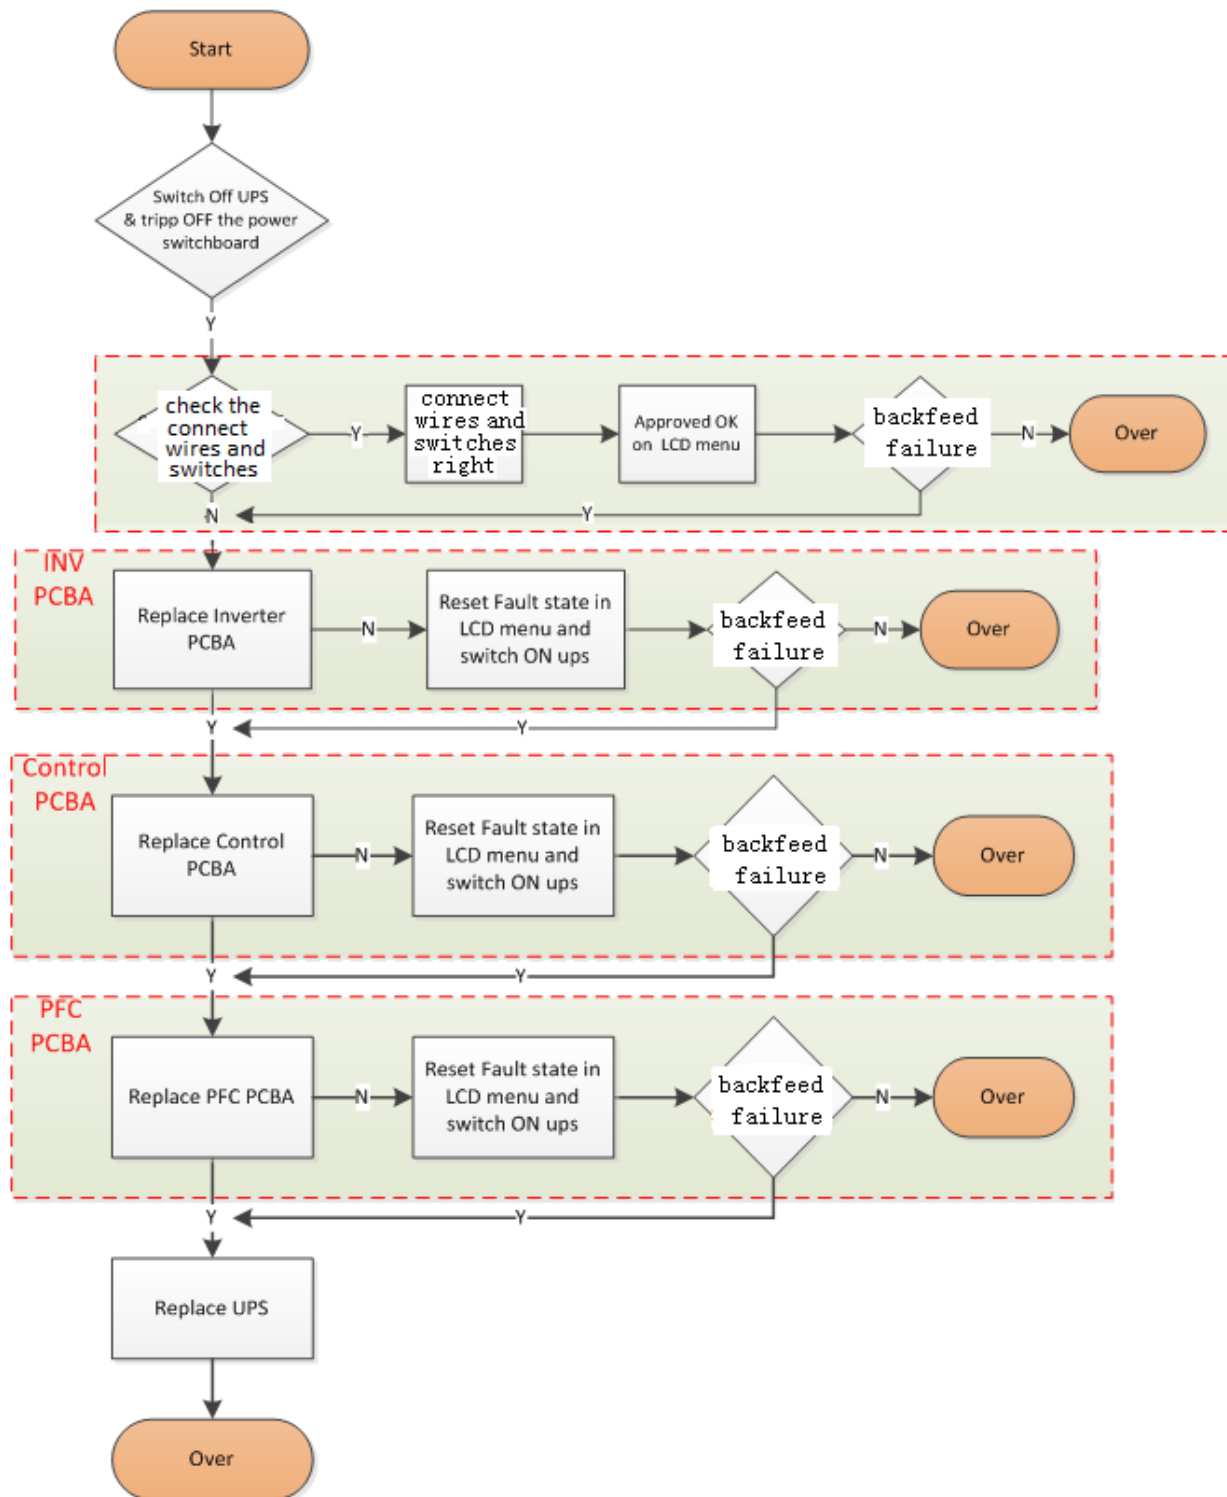 Start
Switch Off UPS
& tripp OFF the power
switchboard
Y
check the
connect
wires and
switches
Y
connect
wires and
switches
right
Approved OK
on LCD menu
backfeed
failure
N
Over
N
Y
INV
PCBA
Replace Inverter
PCBA
N
Reset Fault state in
LCD menu and
switch ON ups
backfeed
failure
N
Over
Y
Y
Control
PCBA
Replace Control
PCBA
N
Reset Fault state in
LCD menu and
switch ON ups
backfeed
failure
N
Over
Y
Y
PFC
PCBA
Replace PFC PCBA
N
Reset Fault state in
LCD menu and
switch ON ups
backfeed
failure
N
Over
Y
Y
Replace UPS
Over